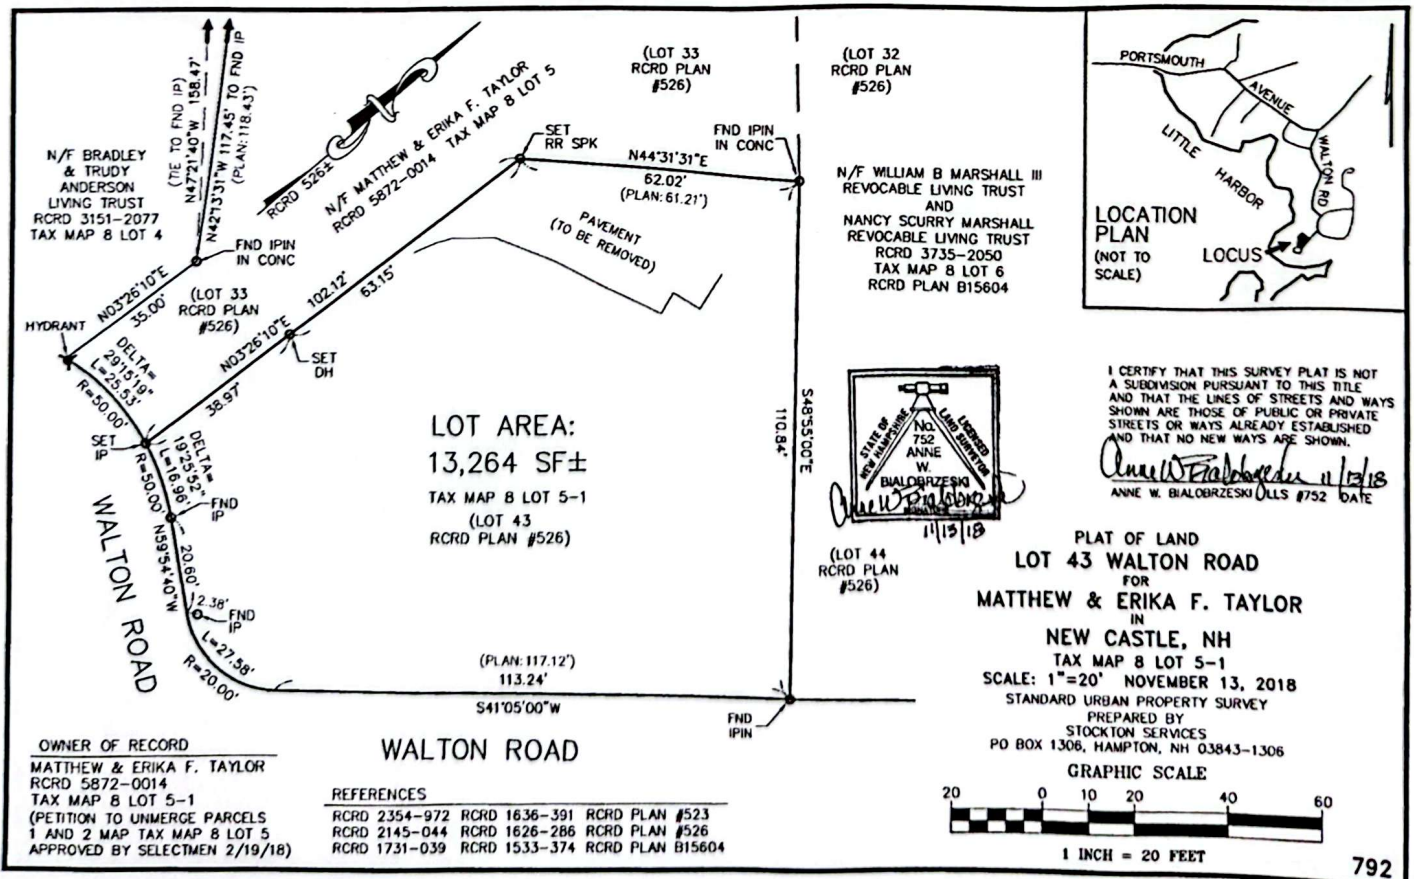 (TIE TO FND IP)
N47°21'40"W 158.47'
N42°13'31"W 117.45' TO FND IP
(PLAN:118.43')
N/F BRADLEY
& TRUDY
ANDERSON
LIVING TRUST
RCRD 3151-2077
TAX MAP 8 LOT 4
RCRD 526±
N/F MATTHEW & ERIKA F. TAYLOR
RCRD 5872-0014 TAX MAP 8 LOT 5
(LOT 33
RCRD PLAN
#526)
(LOT 32
RCRD PLAN
#526)
SET
RR SPK
FND IPIN
IN CONC
N44°31'31"E
62.02'
(PLAN:61.21')
PAVEMENT
(TO BE REMOVED)
N/F WILLIAM B MARSHALL III
REVOCABLE LIVING TRUST
AND
NANCY SCURRY MARSHALL
REVOCABLE LIVING TRUST
RCRD 3735-2050
TAX MAP 8 LOT 6
RCRD PLAN B15604
PORTSMOUTH
AVENUE
WALTON RD
LITTLE
HARBOR
LOCATION
PLAN
(NOT TO
SCALE)
LOCUS
FND IPIN
IN CONC
N03°26'10"E
35.00'
(LOT 33
RCRD PLAN
#526)
HYDRANT
102.12'
63.15'
N03°26'10"E
38.97'
SET
DH
DELTA=
29°15'19"
L=25.53'
R=50.00'
SET
IP
DELTA=
19°25'52"
L=16.96'
R=50.00'
FND
IP
N59°54'40"W
20.60'
2.38'
FND
IP
L=27.58'
R=20.00'
WALTON ROAD
LOT AREA:
13,264 SF±
TAX MAP 8 LOT 5-1
(LOT 43
RCRD PLAN #526)
S48°55'00"E
110.84'
STATE OF
NEW HAMPSHIRE
LICENSED
LAND SURVEYOR
No.
752
ANNE
W.
BIALOBRZESKI
SIGNATURE
Anne W Bialobrzeski
11/13/18
(LOT 44
RCRD PLAN
#526)
I CERTIFY THAT THIS SURVEY PLAT IS NOT
A SUBDIVISION PURSUANT TO THIS TITLE
AND THAT THE LINES OF STREETS AND WAYS
SHOWN ARE THOSE OF PUBLIC OR PRIVATE
STREETS OR WAYS ALREADY ESTABLISHED
AND THAT NO NEW WAYS ARE SHOWN.
Anne W Bialobrzeski 11/13/18
ANNE W. BIALOBRZESKI LLS #752 DATE
PLAT OF LAND
LOT 43 WALTON ROAD
FOR
MATTHEW & ERIKA F. TAYLOR
IN
NEW CASTLE, NH
TAX MAP 8 LOT 5-1
SCALE: 1"=20' NOVEMBER 13, 2018
STANDARD URBAN PROPERTY SURVEY
PREPARED BY
STOCKTON SERVICES
PO BOX 1306, HAMPTON, NH 03843-1306
GRAPHIC SCALE
20 0 10 20 40 60
1 INCH = 20 FEET
(PLAN:117.12')
113.24'
S41°05'00"W
FND
IPIN
WALTON ROAD
OWNER OF RECORD
MATTHEW & ERIKA F. TAYLOR
RCRD 5872-0014
TAX MAP 8 LOT 5-1
(PETITION TO UNMERGE PARCELS
1 AND 2 MAP TAX MAP 8 LOT 5
APPROVED BY SELECTMEN 2/19/18)
REFERENCES
RCRD 2354-972 RCRD 1636-391 RCRD PLAN #523
RCRD 2145-044 RCRD 1626-286 RCRD PLAN #526
RCRD 1731-039 RCRD 1533-374 RCRD PLAN B15604
792